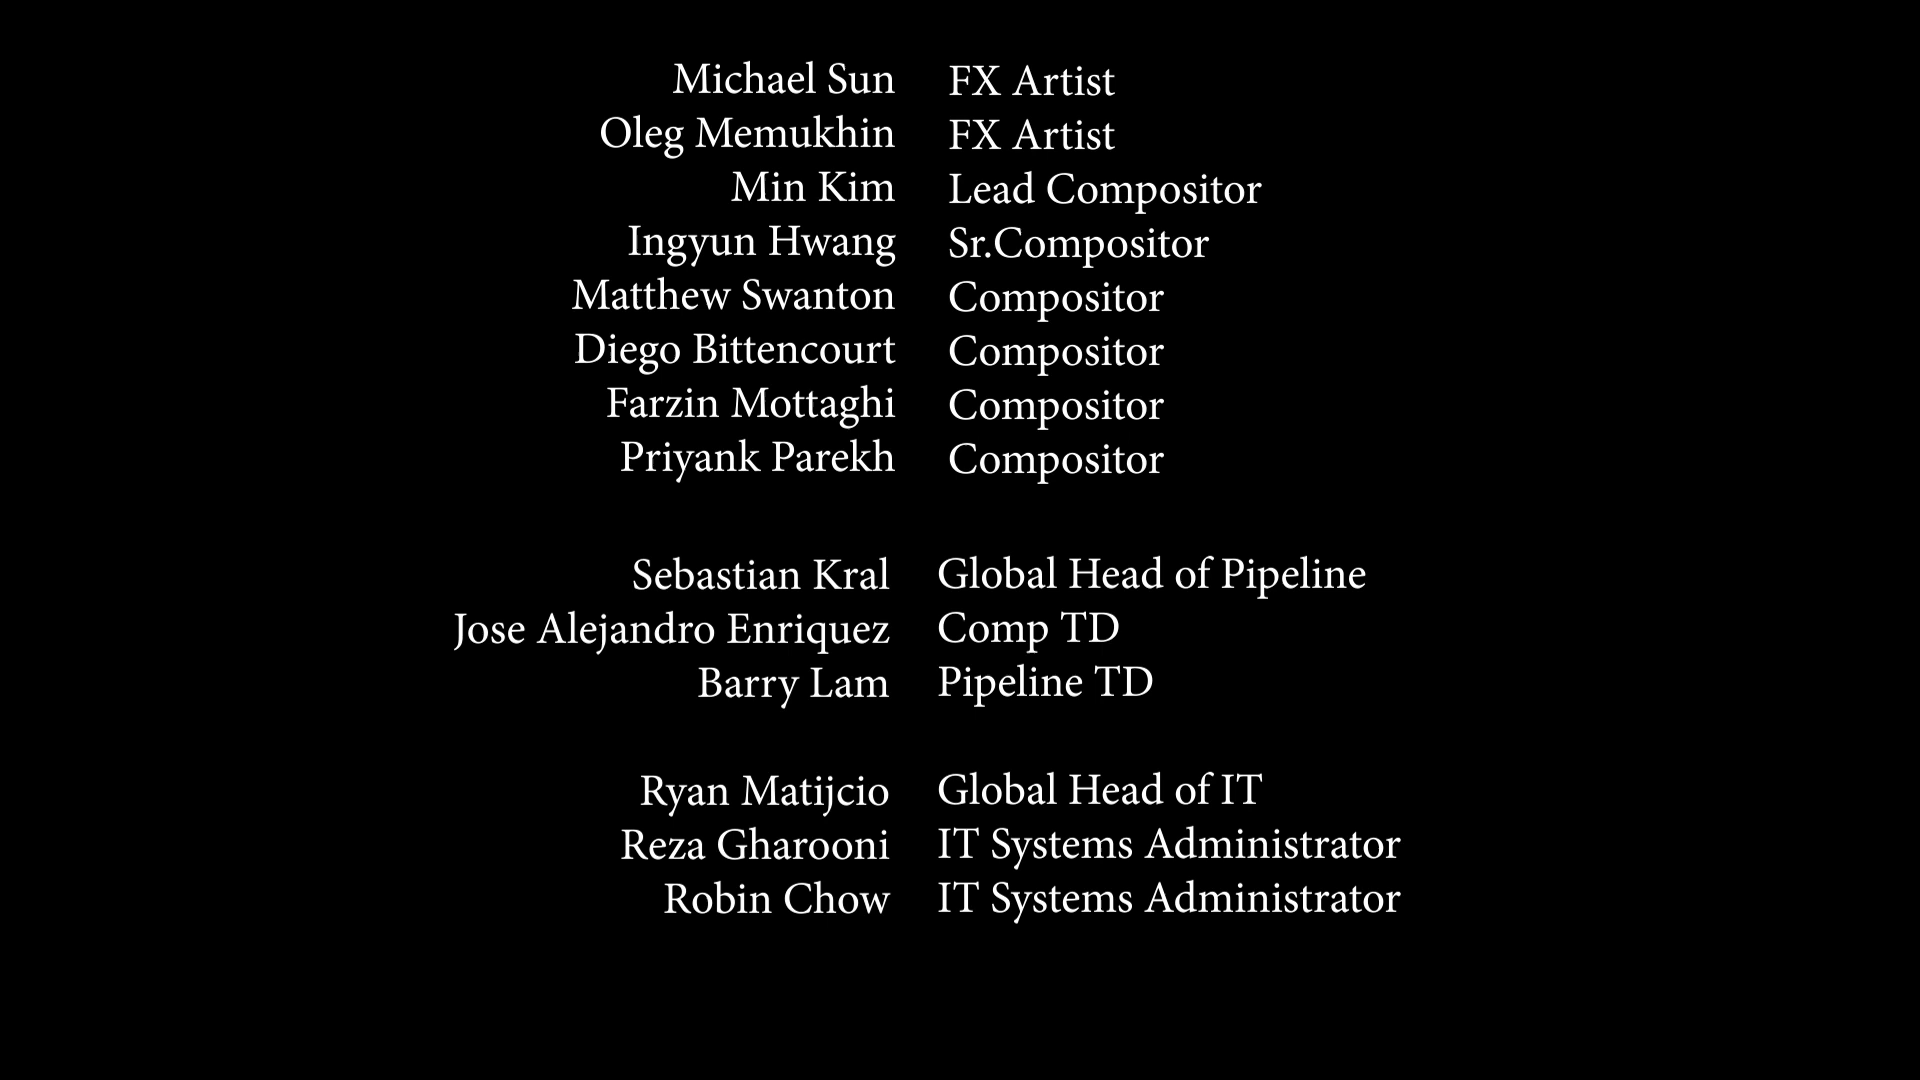 Michael Sun FX Artist
Oleg Memukhin FX Artist
Min Kim Lead Compositor
Ingyun Hwang Sr.Compositor
Matthew Swanton Compositor
Diego Bittencourt Compositor
Farzin Mottaghi Compositor
Priyank Parekh Compositor
Sebastian Kral Global Head of Pipeline
Jose Alejandro Enriquez Comp TD
Barry Lam Pipeline TD
Ryan Matijcio Global Head of IT
Reza Gharooni IT Systems Administrator
Robin Chow IT Systems Administrator